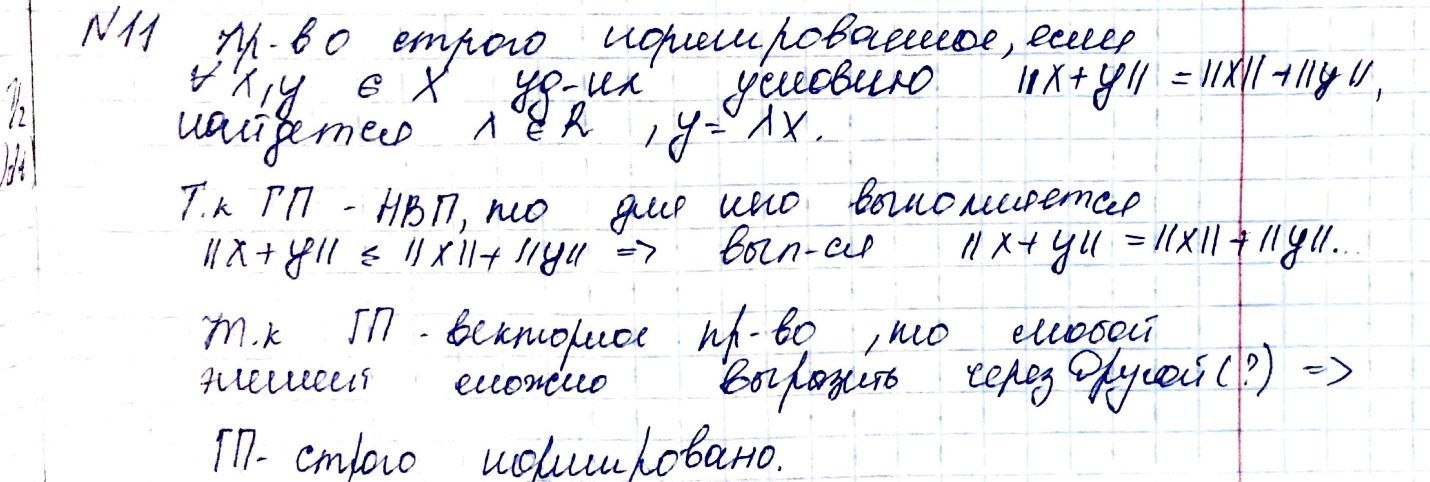 N11 пр-во строго нормированное, если
∀ x, y ∈ X уд-их условию ||x+y|| = ||x||+||y||,
найдется λ ∈ R , y = λx.
Т.к ГП - НВП, то для него выполняется
||x+y|| ≤ ||x||+||y|| => вып-ся ||x+y|| = ||x||+||y||...
Т.к ГП - векторное пр-во , то любой
элемент можно выразить через другой (?) =>
ГП - строго нормировано.